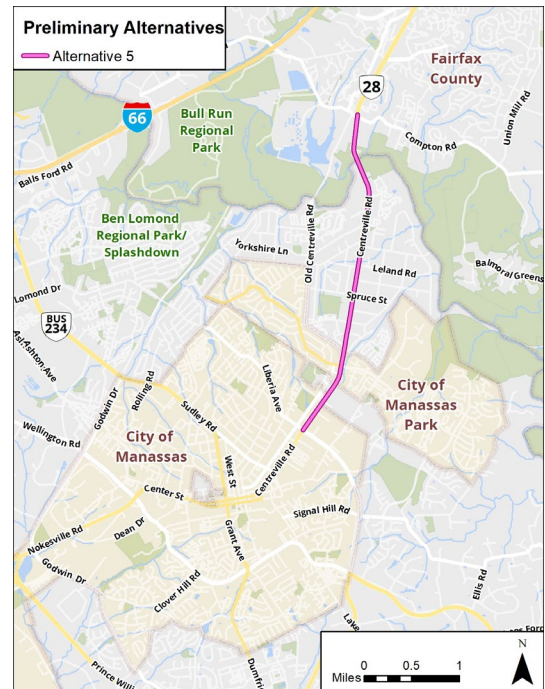 Preliminary Alternatives
Alternative 5
Fairfax
County
28
66
Bull Run
Regional
Park
Union Mill Rd
Compton Rd
Balls Ford Rd
Ben Lomond
Regional Park/
Splashdown
Old Centreville Rd
Centreville Rd
Yorkshire Ln
Leland Rd
Balmoral Greens
Lomond Dr
Spruce St
BUS
234
Ashton Ave
Godwin Dr
Rolling Rd
Liberia Ave
City of
Manassas
Park
Sudley Rd
Wellington Rd
City of
Manassas
West St
Centreville Rd
Center St
Signal Hill Rd
Nokesville Rd
Dean Dr
Grant Ave
Godwin Dr
Clover Hill Rd
Ellis Rd
Lake
Prince Willi
Dumfri
N
Miles 0 0.5 1